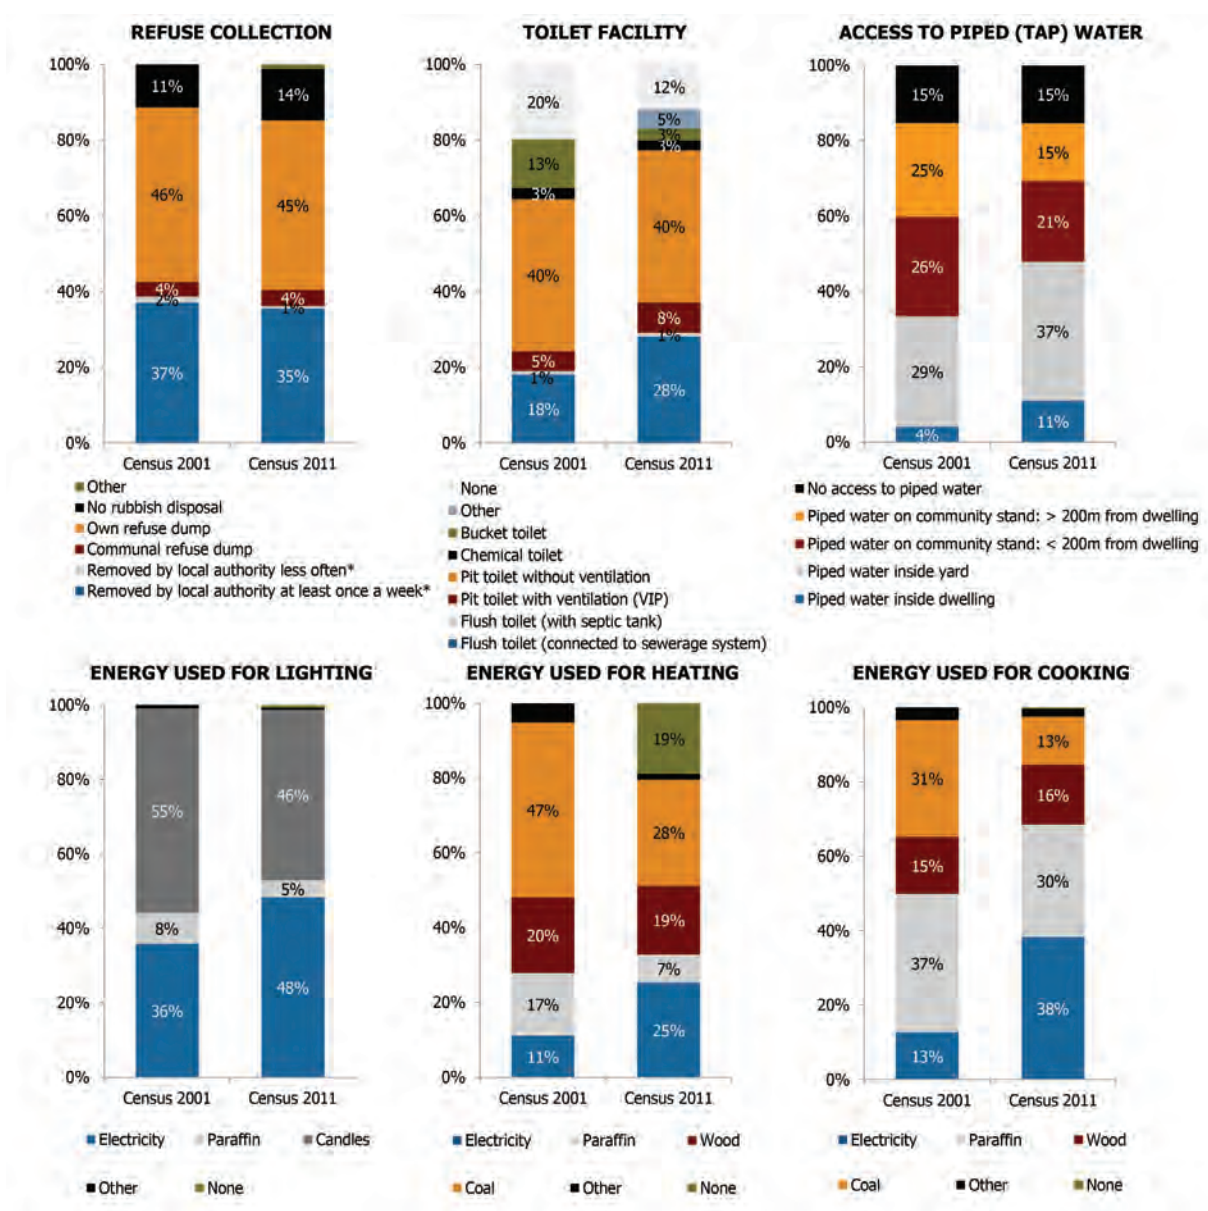 REFUSE COLLECTION
100%
80%
60%
40%
20%
0%
11%
46%
4%
2%
37%
14%
45%
4%
1%
35%
Census 2001 Census 2011
Other
No rubbish disposal
Own refuse dump
Communal refuse dump
Removed by local authority less often*
Removed by local authority at least once a week*
TOILET FACILITY
100%
80%
60%
40%
20%
0%
20%
13%
3%
40%
5%
1%
18%
12%
5%
3%
3%
40%
8%
1%
28%
Census 2001 Census 2011
None
Other
Bucket toilet
Chemical toilet
Pit toilet without ventilation
Pit toilet with ventilation (VIP)
Flush toilet (with septic tank)
Flush toilet (connected to sewerage system)
ACCESS TO PIPED (TAP) WATER
100%
80%
60%
40%
20%
0%
15%
25%
26%
29%
4%
15%
15%
21%
37%
11%
Census 2001 Census 2011
No access to piped water
Piped water on community stand: > 200m from dwelling
Piped water on community stand: < 200m from dwelling
Piped water inside yard
Piped water inside dwelling
ENERGY USED FOR LIGHTING
100%
80%
60%
40%
20%
0%
55%
8%
36%
46%
5%
48%
Census 2001 Census 2011
Electricity Paraffin Candles
Other None
ENERGY USED FOR HEATING
100%
80%
60%
40%
20%
0%
47%
20%
17%
11%
19%
28%
19%
7%
25%
Census 2001 Census 2011
Electricity Paraffin Wood
Coal Other None
ENERGY USED FOR COOKING
100%
80%
60%
40%
20%
0%
31%
15%
37%
13%
13%
16%
30%
38%
Census 2001 Census 2011
Electricity Paraffin Wood
Coal Other None